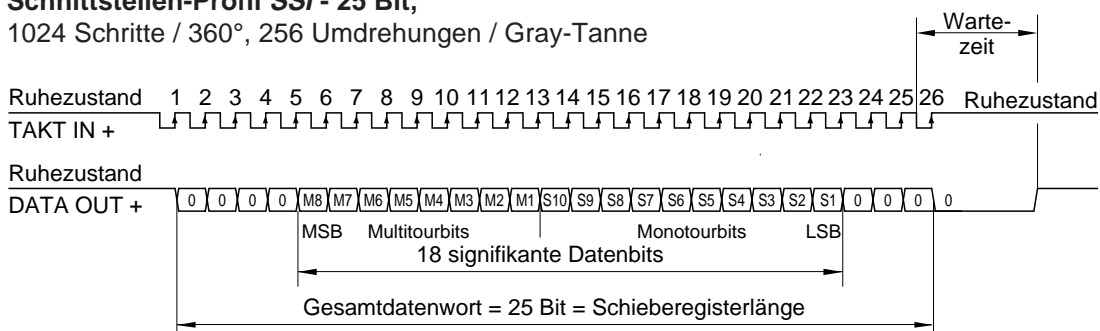 Schnittstellen-Profil SSI - 25 Bit,
1024 Schritte / 360°, 256 Umdrehungen / Gray-Tanne
Warte-
zeit
Ruhezustand 1 2 3 4 5 6 7 8 9 10 11 12 13 14 15 16 17 18 19 20 21 22 23 24 25 26 Ruhezustand
TAKT IN +
Ruhezustand
DATA OUT + 0 0 0 0 M8 M7 M6 M5 M4 M3 M2 M1 S10 S9 S8 S7 S6 S5 S4 S3 S2 S1 0 0 0 0
MSB Multitourbits Monotourbits LSB
18 signifikante Datenbits
Gesamtdatenwort = 25 Bit = Schieberegisterlänge